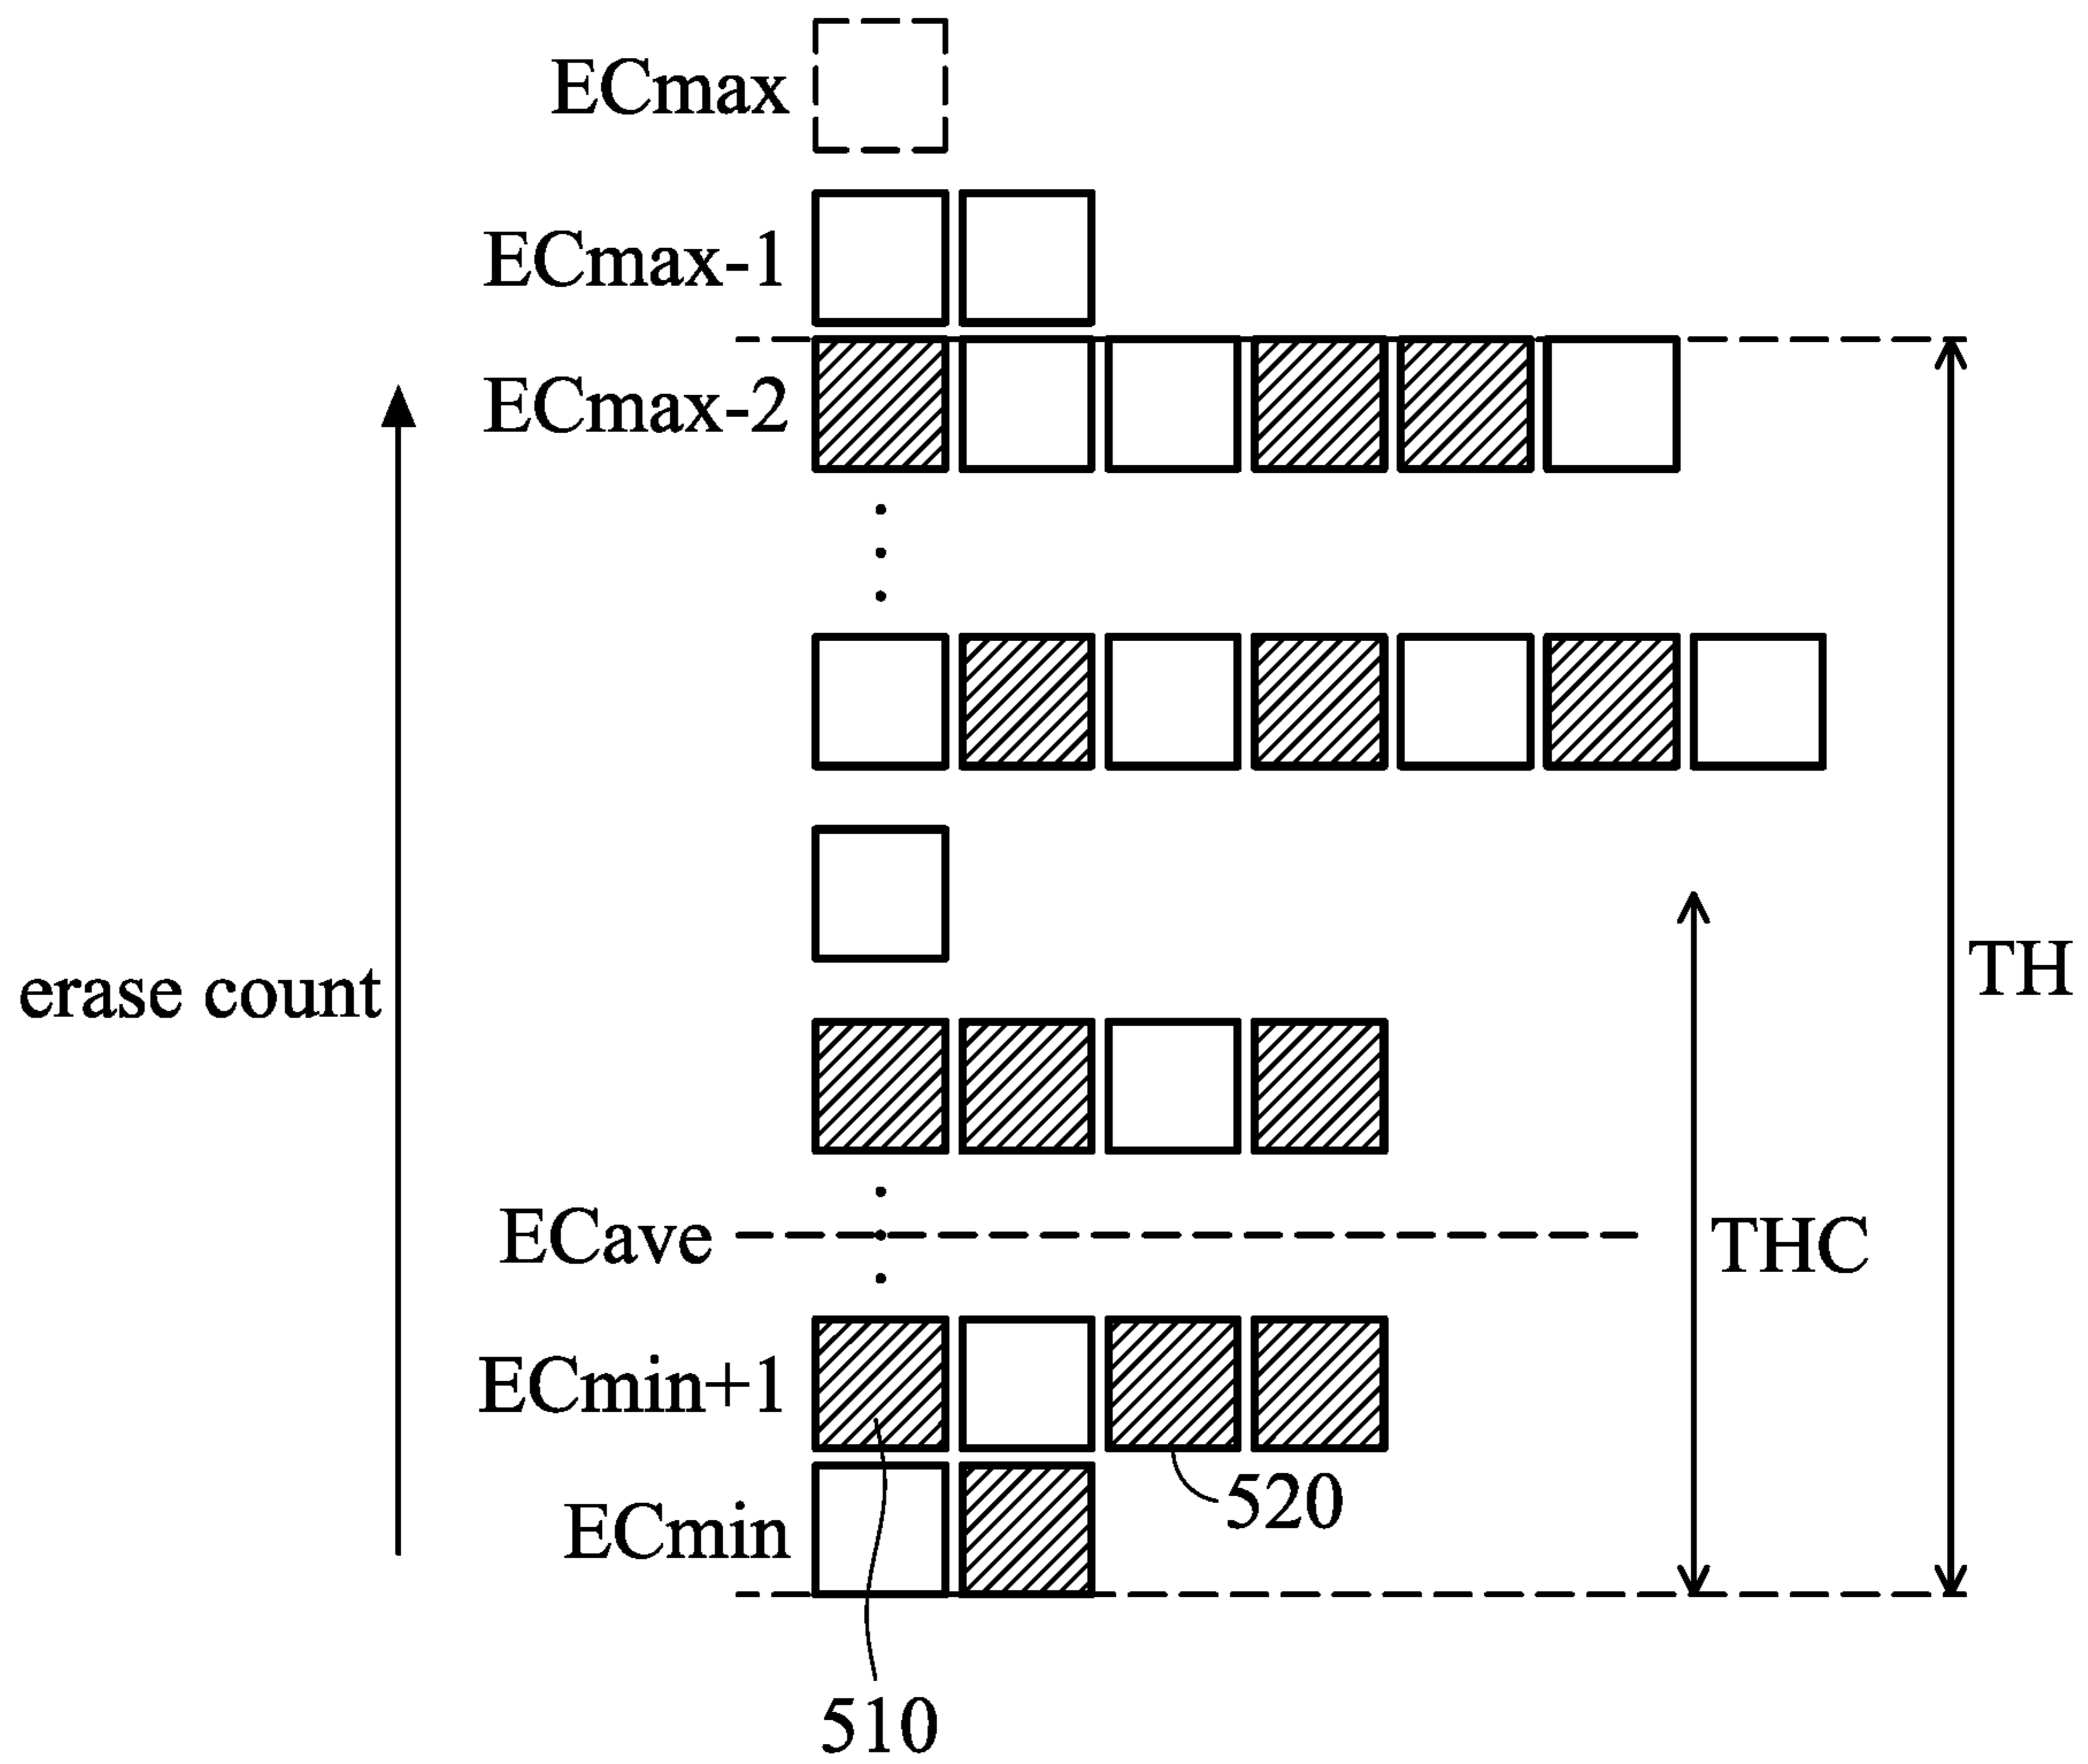 ECmax
ECmax-1
ECmax-2
erase count
TH
ECave
THC
ECmin+1
520
ECmin
510